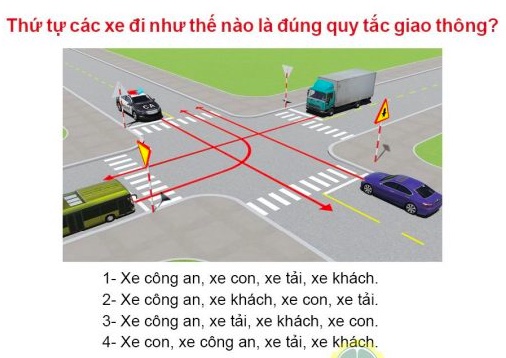 Thứ tự các xe đi như thế nào là đúng quy tắc giao thông?
CA
1- Xe công an, xe con, xe tải, xe khách.
2- Xe công an, xe khách, xe con, xe tải.
3- Xe công an, xe tải, xe khách, xe con.
4- Xe con, xe công an, xe tải, xe khách.